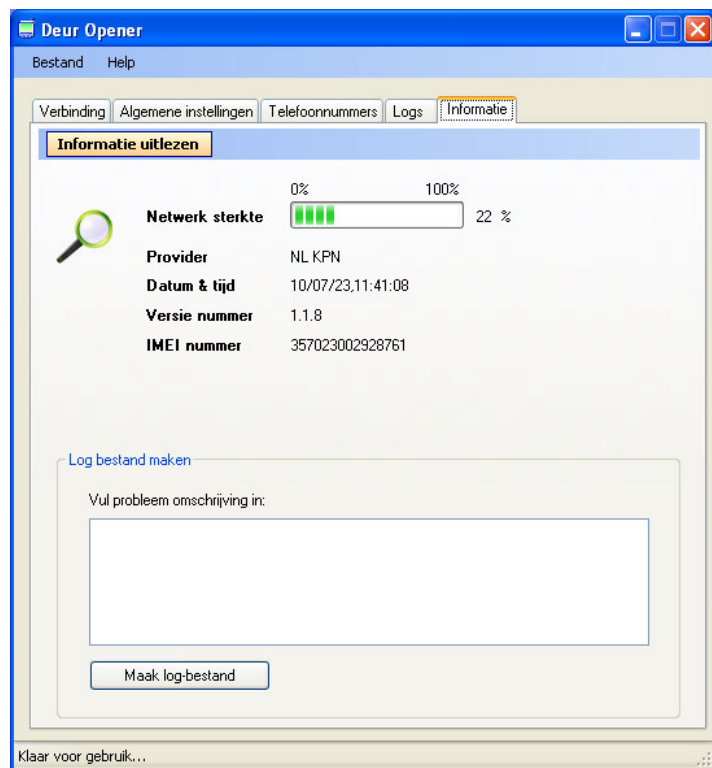 Deur Opener
Bestand Help
Verbinding Algemene instellingen Telefoonnummers Logs Informatie
Informatie uitlezen
0% 100%
Netwerk sterkte 22 %
Provider NL KPN
Datum & tijd 10/07/23,11:41:08
Versie nummer 1.1.8
IMEI nummer 357023002928761
Log bestand maken
Vul probleem omschrijving in:
Maak log-bestand
Klaar voor gebruik...